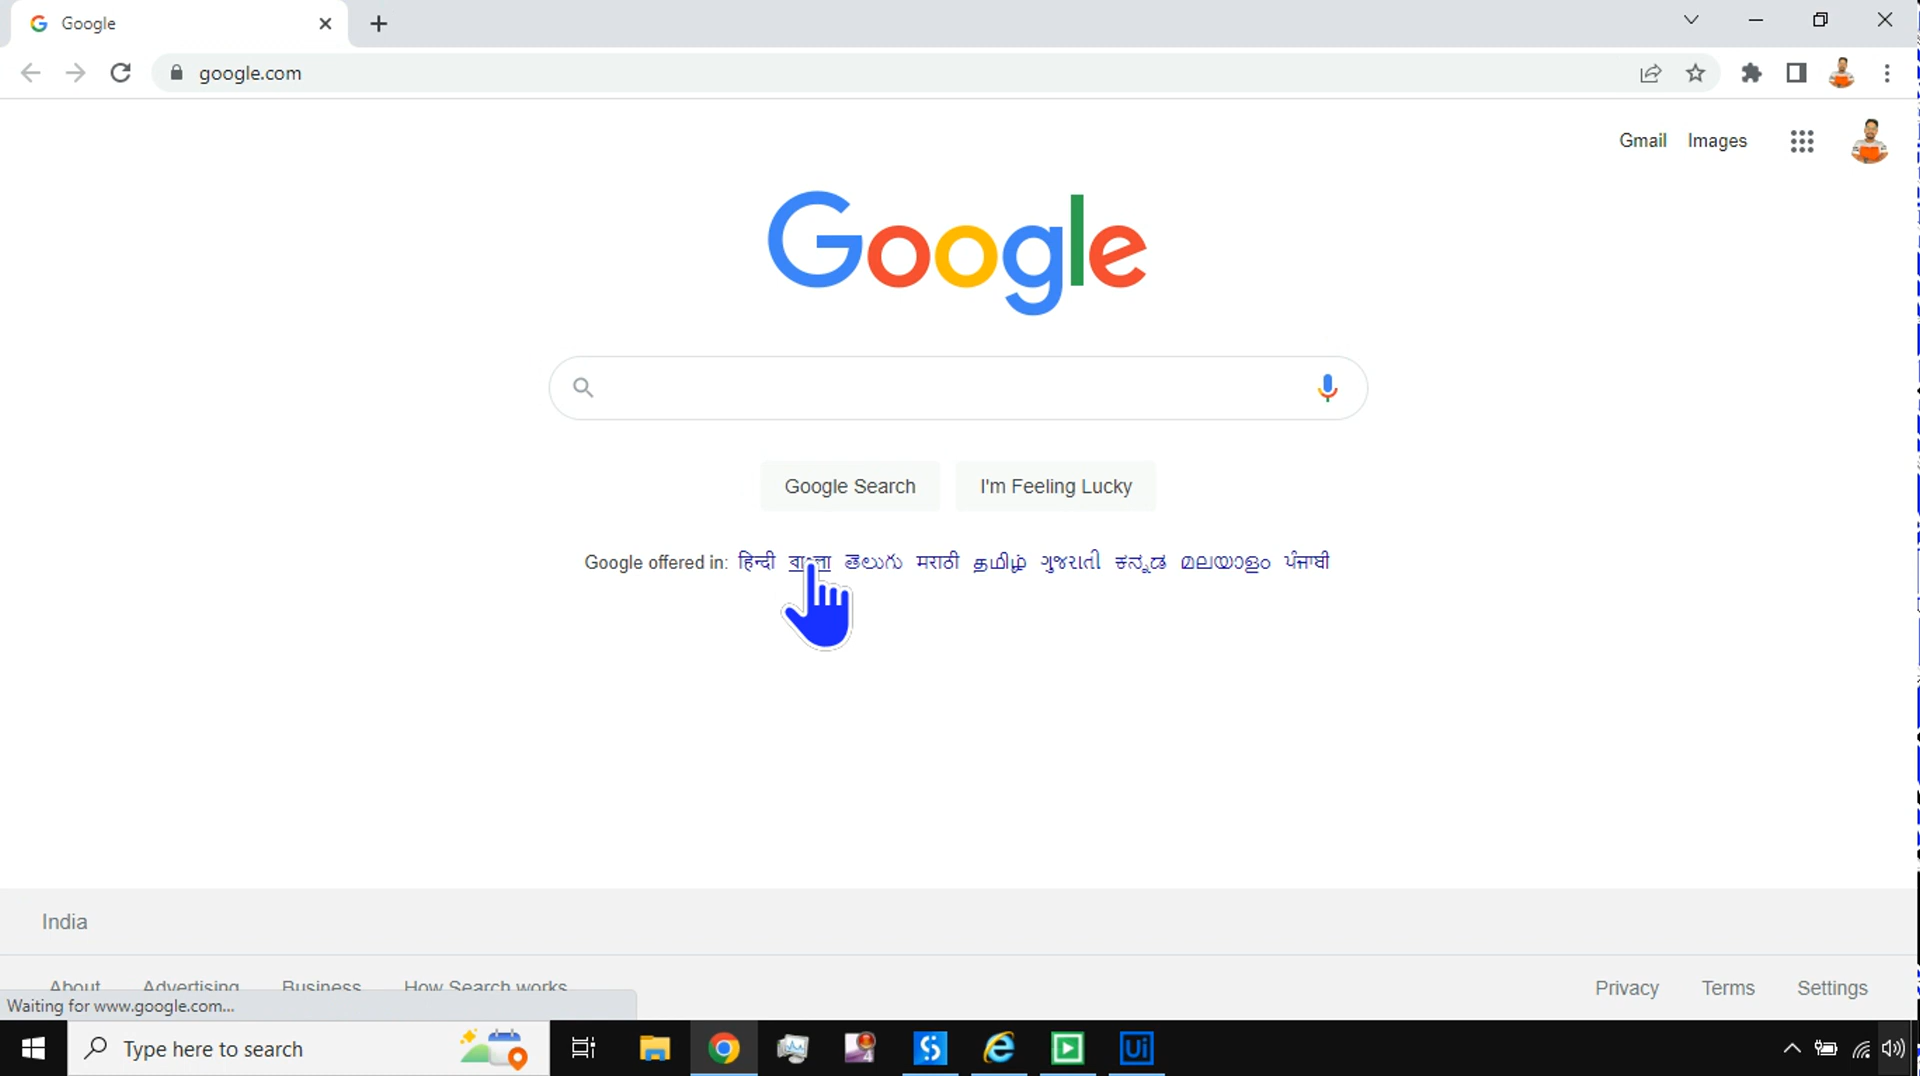 Google
google.com
Gmail Images
Google
Google Search I'm Feeling Lucky
Google offered in: हिन्दी বাংলা తెలుగు मराठी தமிழ் ગુજરાતી ಕನ್ನಡ മലയാളം ਪੰਜਾਬੀ
India
About Advertising Business How Search works Privacy Terms Settings
Waiting for www.google.com...
Type here to search
4
Ui